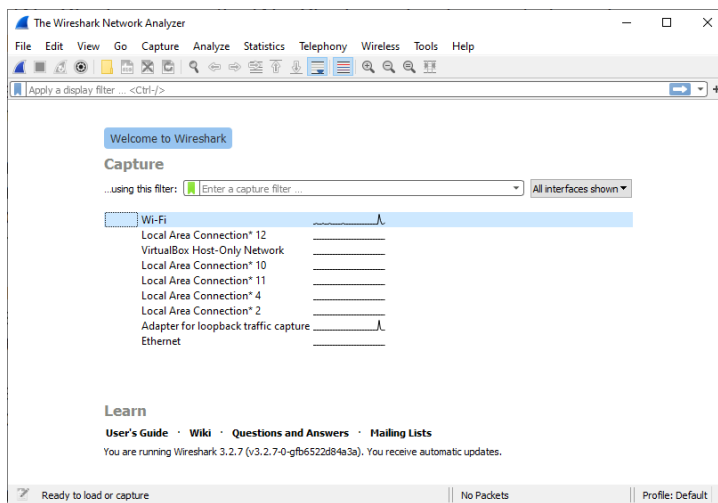 The Wireshark Network Analyzer
File Edit View Go Capture Analyze Statistics Telephony Wireless Tools Help
Apply a display filter ... <Ctrl-/>
Welcome to Wireshark
Capture
...using this filter: Enter a capture filter ... All interfaces shown
Wi-Fi
Local Area Connection* 12
VirtualBox Host-Only Network
Local Area Connection* 10
Local Area Connection* 11
Local Area Connection* 4
Local Area Connection* 2
Adapter for loopback traffic capture
Ethernet
Learn
User's Guide · Wiki · Questions and Answers · Mailing Lists
You are running Wireshark 3.2.7 (v3.2.7-0-gfb6522d84a3a). You receive automatic updates.
Ready to load or capture No Packets Profile: Default